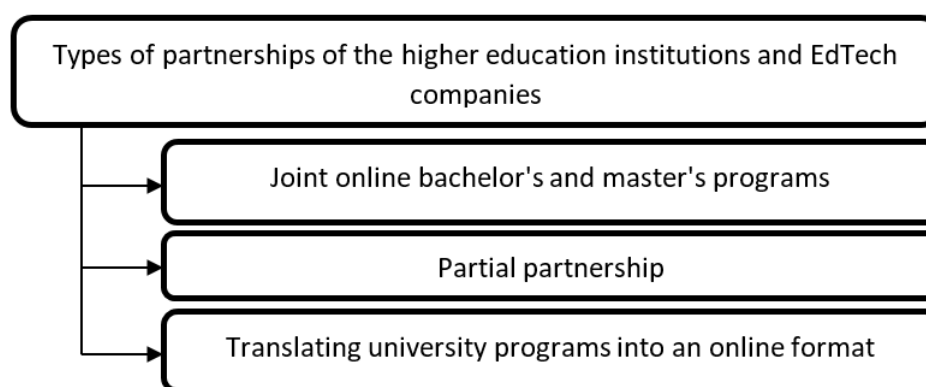 Types of partnerships of the higher education institutions and EdTech
companies
Joint online bachelor's and master's programs
Partial partnership
Translating university programs into an online format